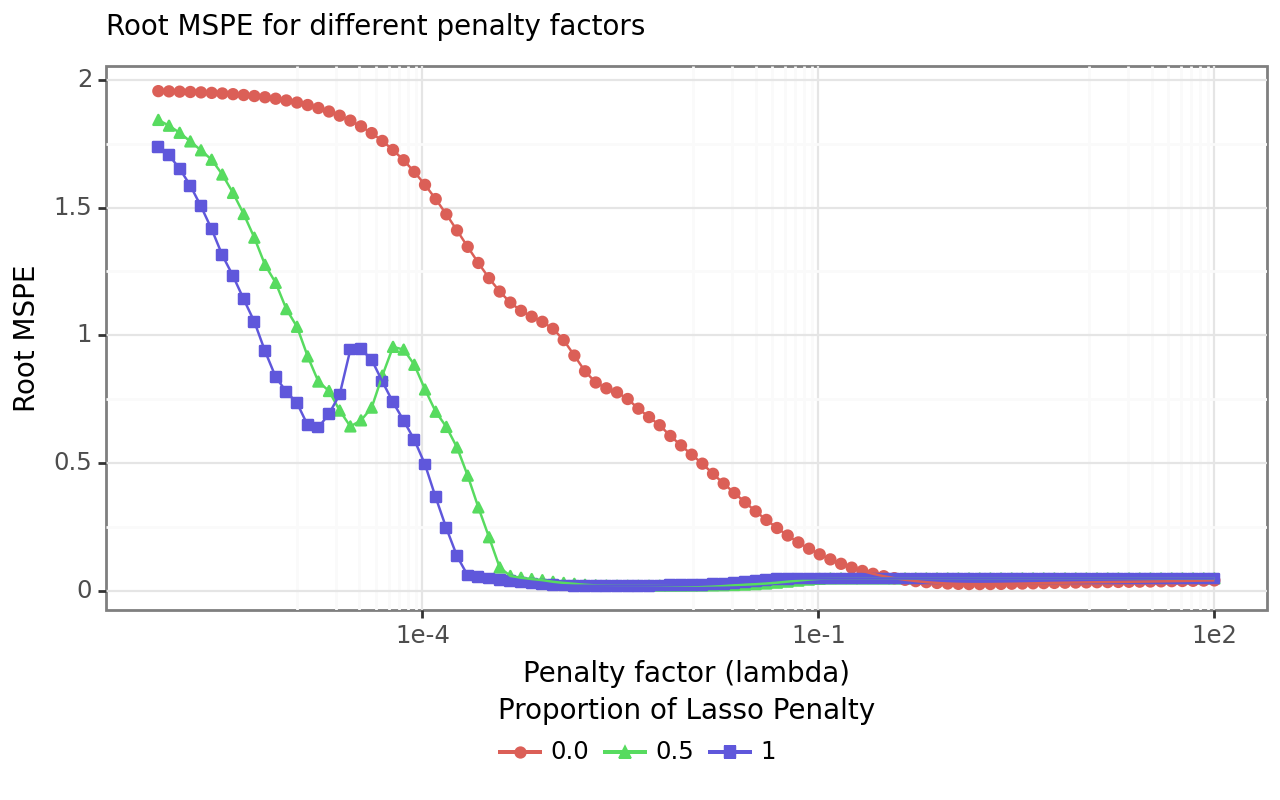 Root MSPE for different penalty factors
Root MSPE
2
1.5
1
0.5
0
1e-4 1e-1 1e2
Penalty factor (lambda)
Proportion of Lasso Penalty
0.0 0.5 1